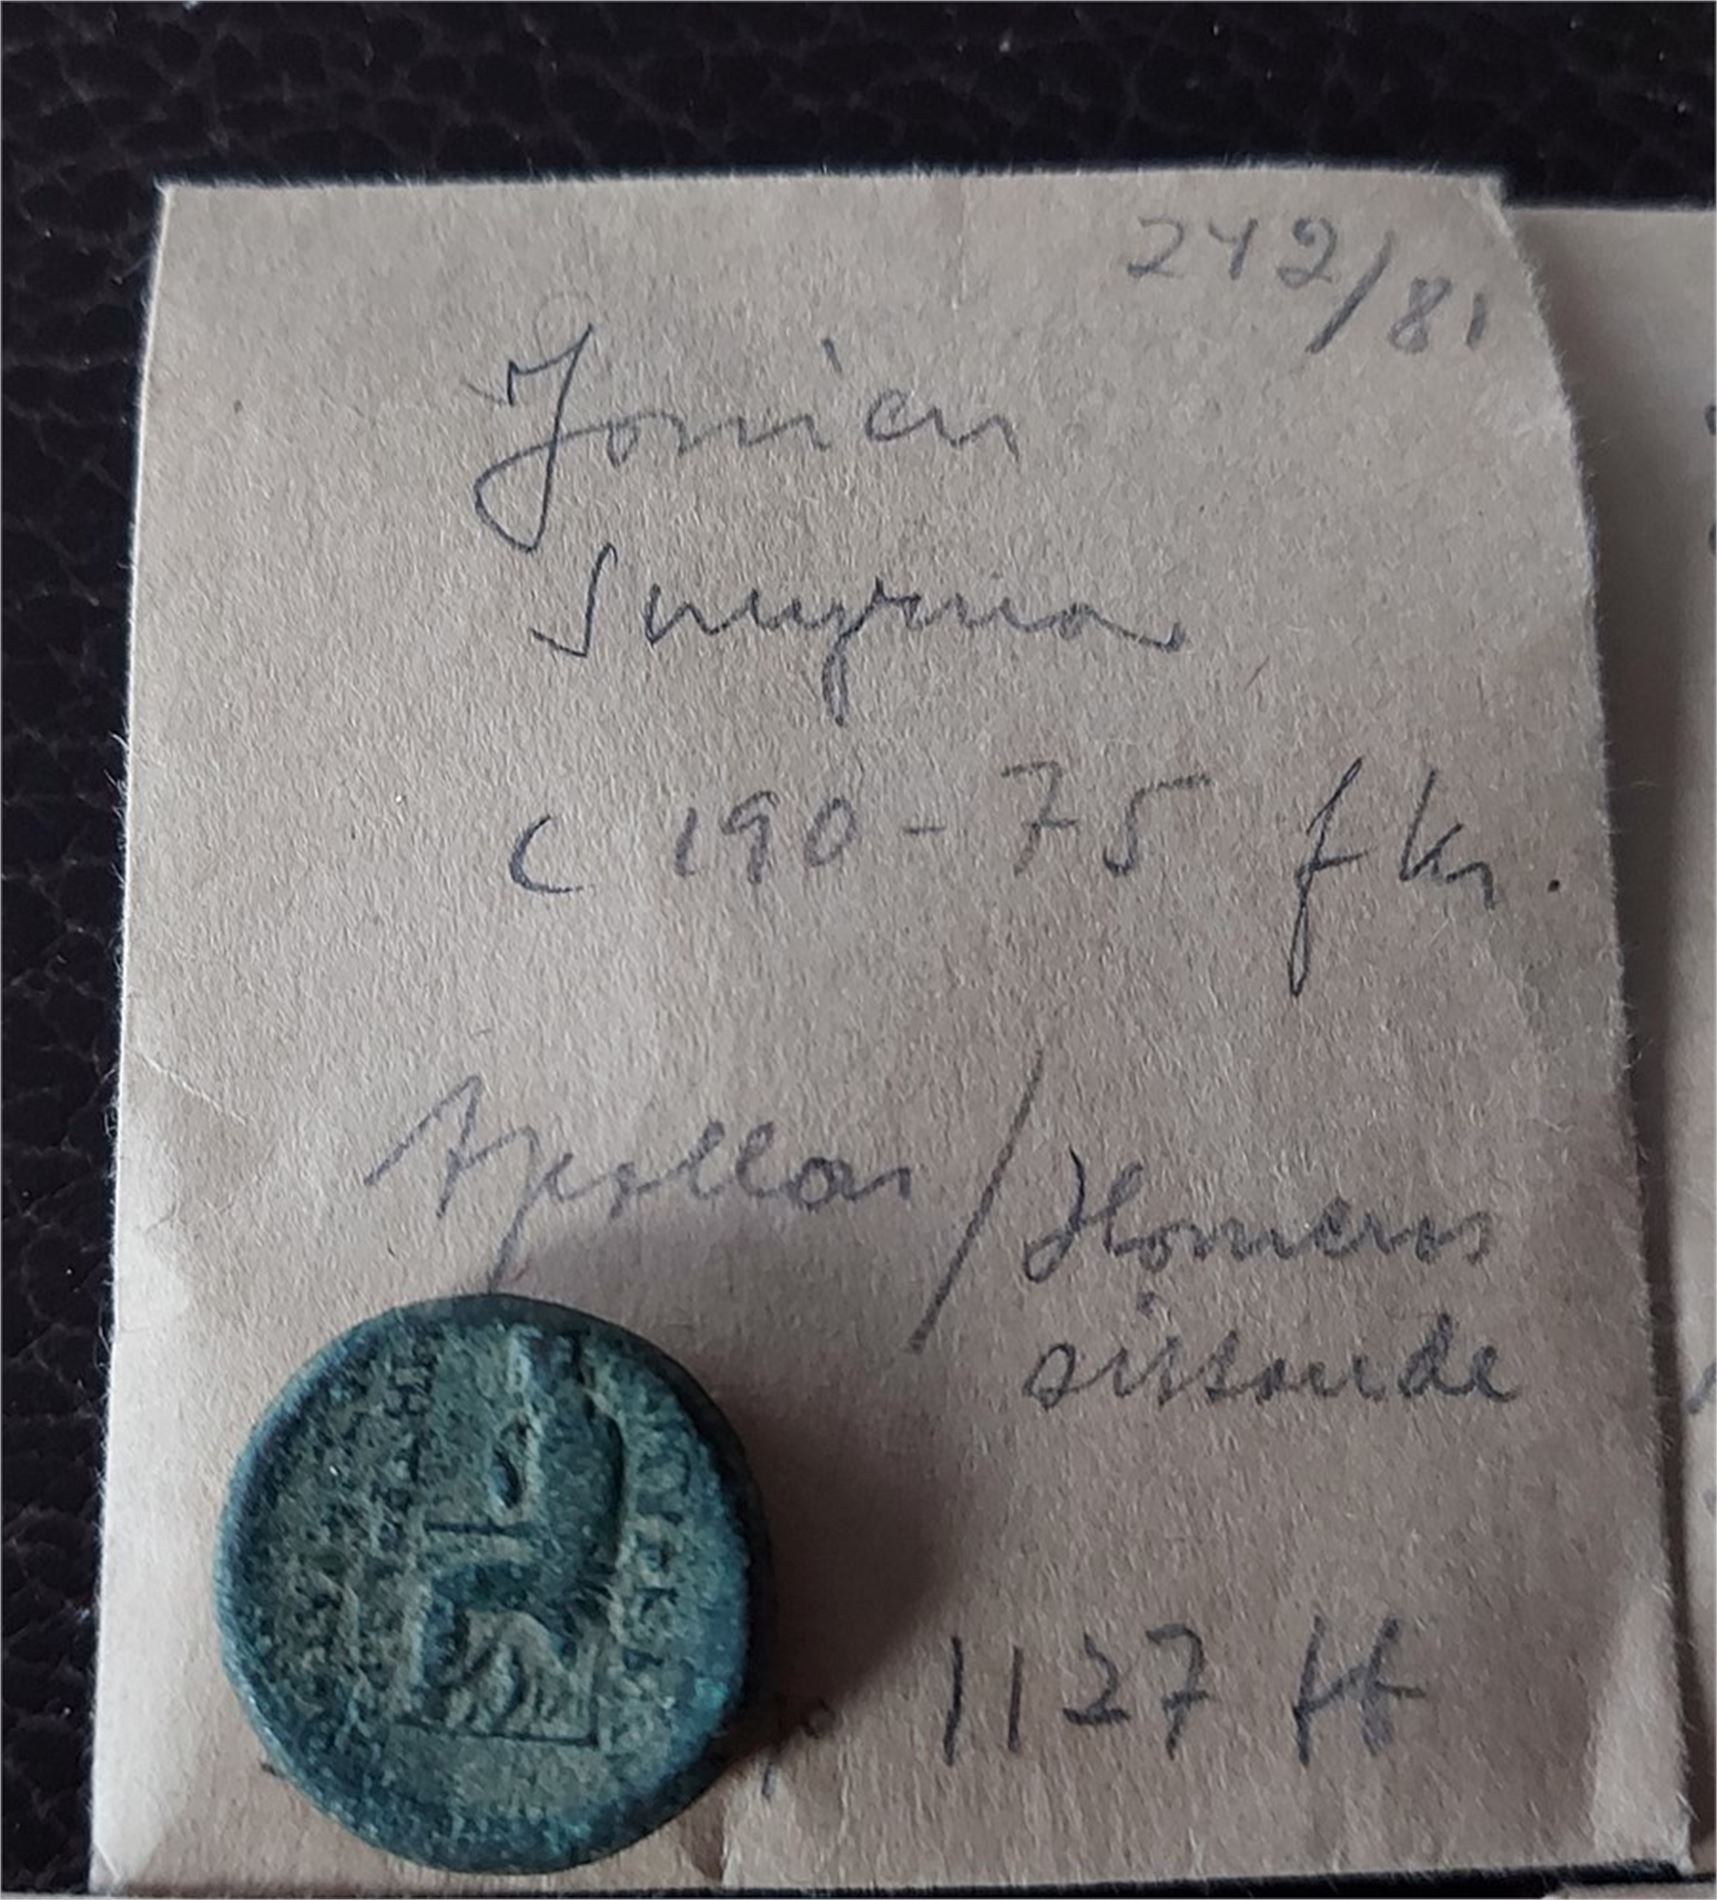 242/81
Jonien
Smyrna
c 190-75 f Kr.
Apollon / Homeros
sittande
1127 H